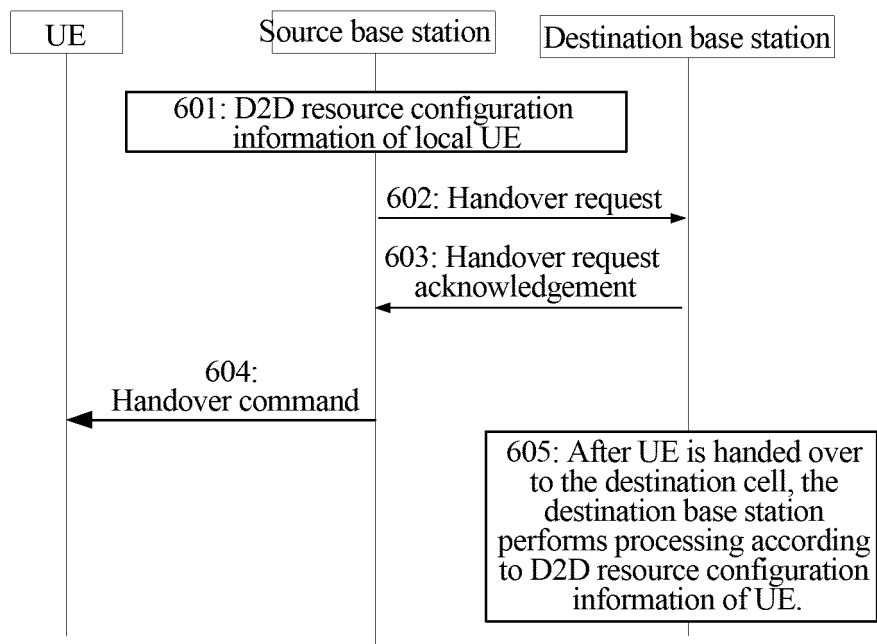 UE
Source base station
Destination base station
601: D2D resource configuration
information of local UE
602: Handover request
603: Handover request
acknowledgement
604:
Handover command
605: After UE is handed over
to the destination cell, the
destination base station
performs processing according
to D2D resource configuration
information of UE.